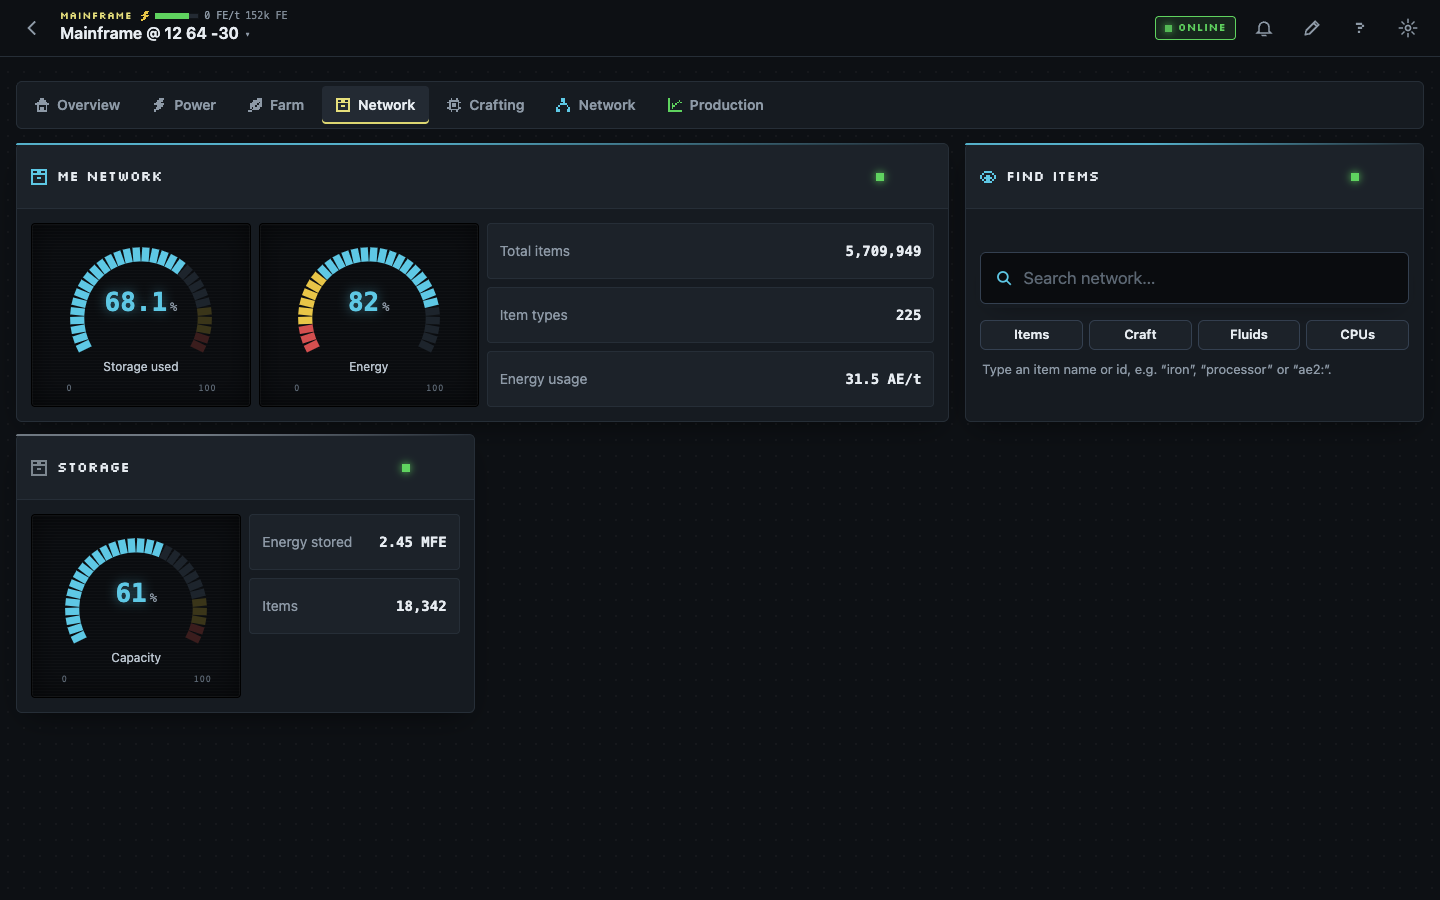 MAINFRAME 0 FE/t 152k FE
Mainframe @ 12 64 -30
ONLINE
?
Overview
Power
Farm
Network
Crafting
Network
Production
ME NETWORK
68.1%
Storage used
0 100
82%
Energy
0 100
Total items 5,709,949
Item types 225
Energy usage 31.5 AE/t
FIND ITEMS
Search network...
Items
Craft
Fluids
CPUs
Type an item name or id, e.g. “iron”, “processor” or “ae2:”.
STORAGE
61%
Capacity
0 100
Energy stored 2.45 MFE
Items 18,342